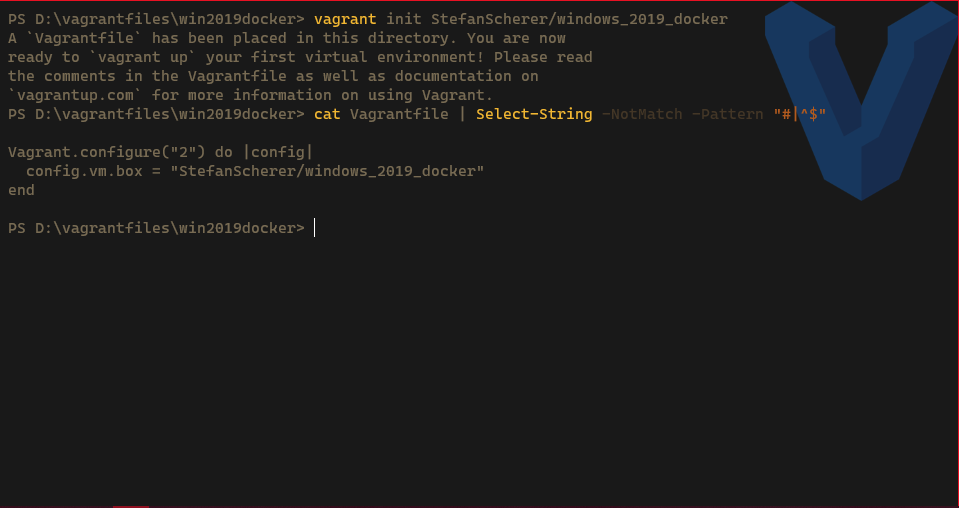 PS D:\vagrantfiles\win2019docker> vagrant init StefanScherer/windows_2019_docker
A `Vagrantfile` has been placed in this directory. You are now
ready to `vagrant up` your first virtual environment! Please read
the comments in the Vagrantfile as well as documentation on
`vagrantup.com` for more information on using Vagrant.
PS D:\vagrantfiles\win2019docker> cat Vagrantfile | Select-String -NotMatch -Pattern "#|^$"
Vagrant.configure("2") do |config|
  config.vm.box = "StefanScherer/windows_2019_docker"
end
PS D:\vagrantfiles\win2019docker>